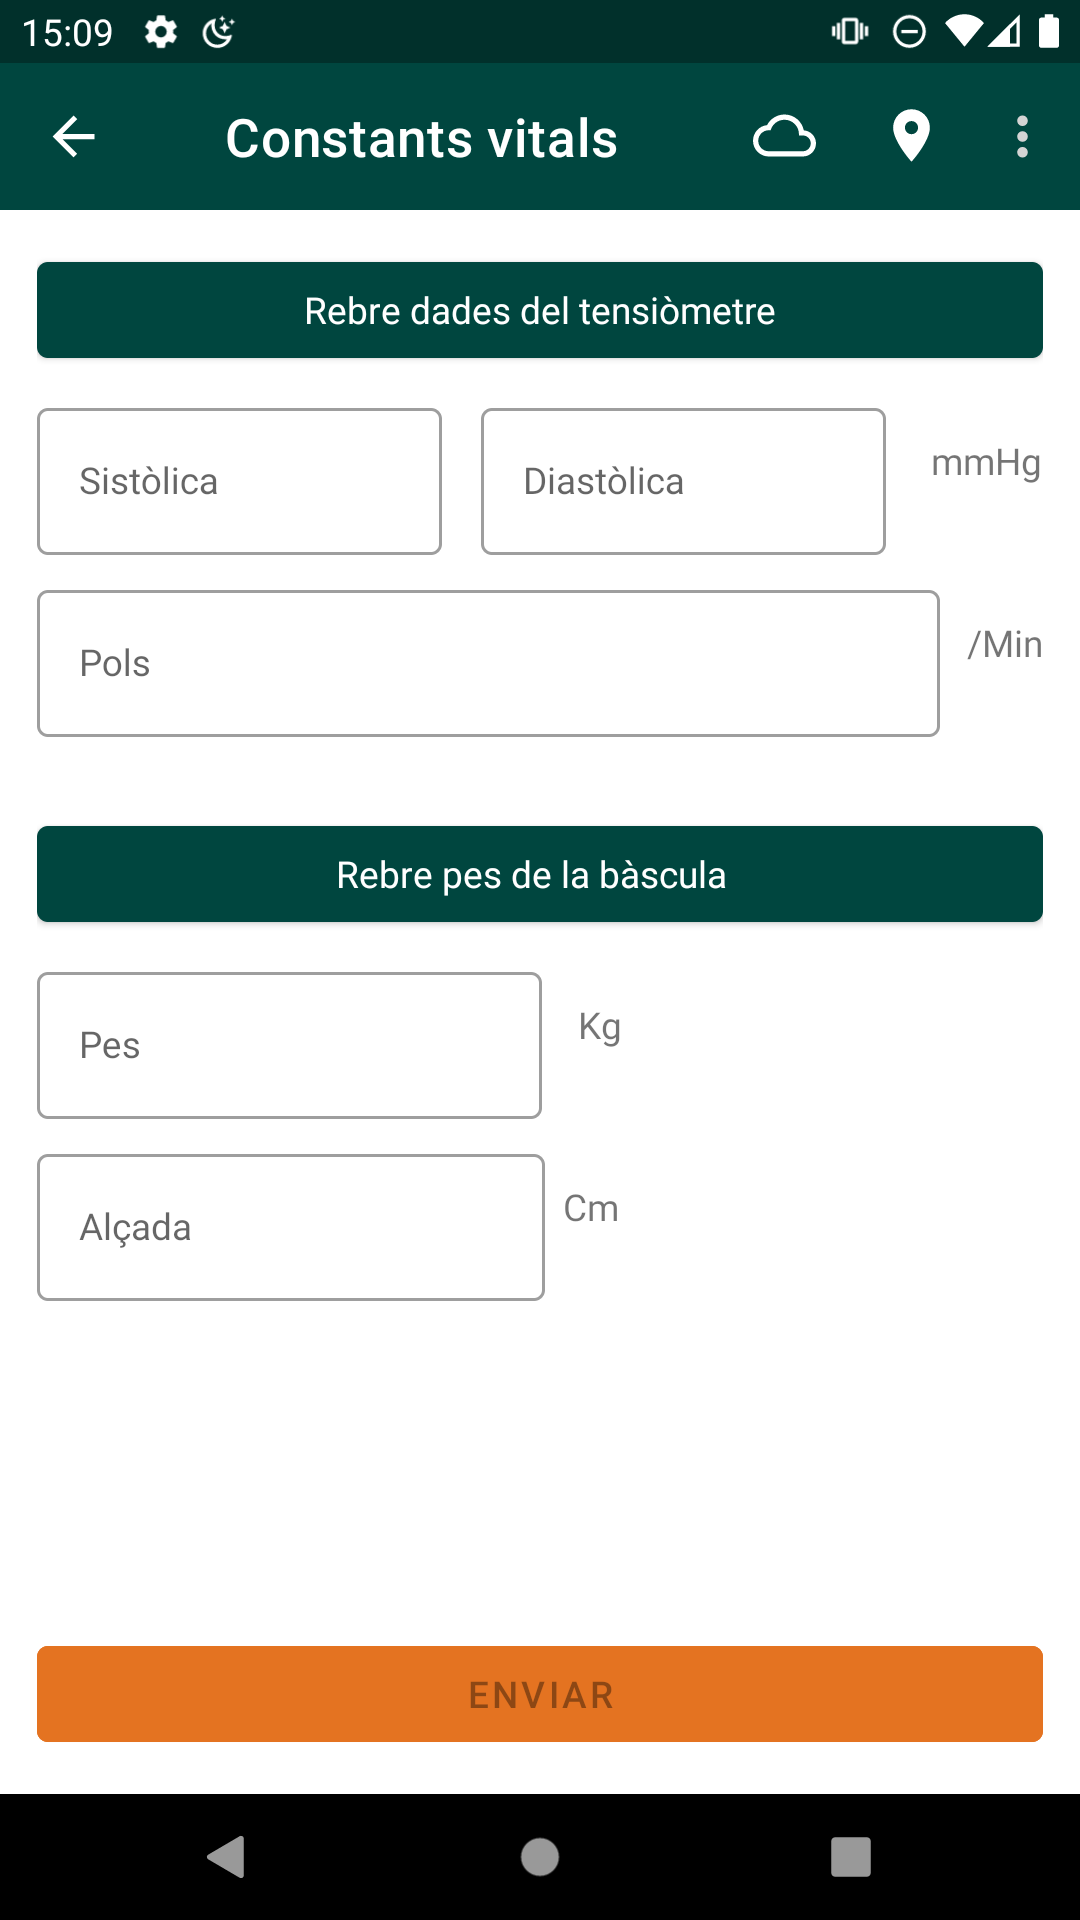 15:09
Constants vitals
Rebre dades del tensiòmetre
Sistòlica Diastòlica mmHg
Pols /Min
Rebre pes de la bàscula
Pes Kg
Alçada Cm
ENVIAR